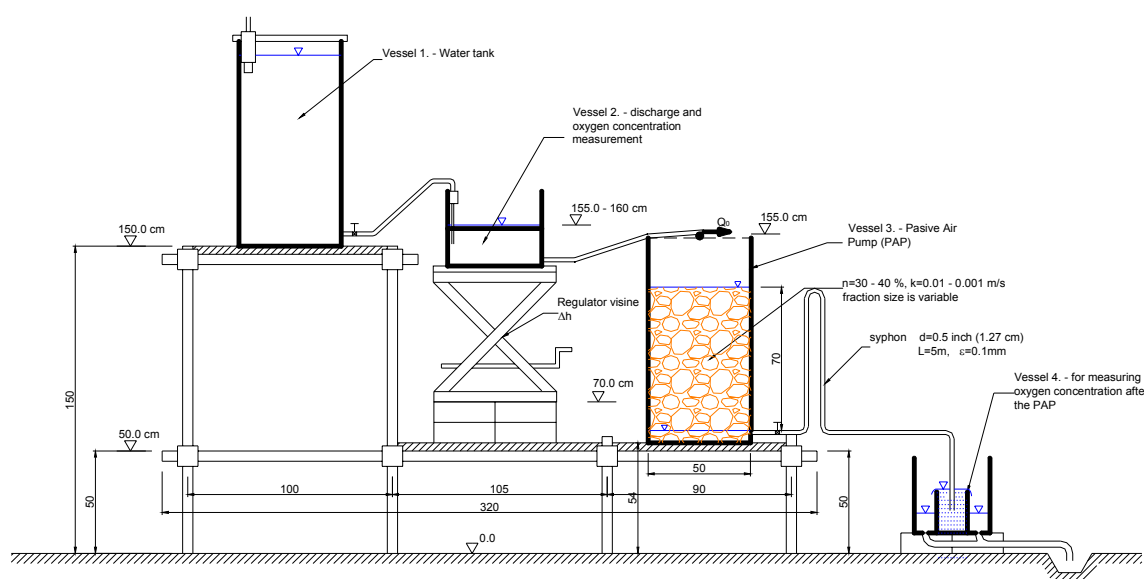 Vessel 1. - Water tank
Vessel 2. - discharge and
oxygen concentration
measurement
155.0 - 160 cm
Q₀
155.0 cm
150.0 cm
Vessel 3. - Pasive Air
Pump (PAP)
n=30 - 40 %, k=0.01 - 0.001 m/s
fraction size is variable
Regulator visine
Δh
syphon d=0.5 inch (1.27 cm)
L=5m, ε=0.1mm
70
Vessel 4. - for measuring
oxygen concentration afte
the PAP
70.0 cm
150
50.0 cm
50
100
105
90
320
50
54
50
0.0